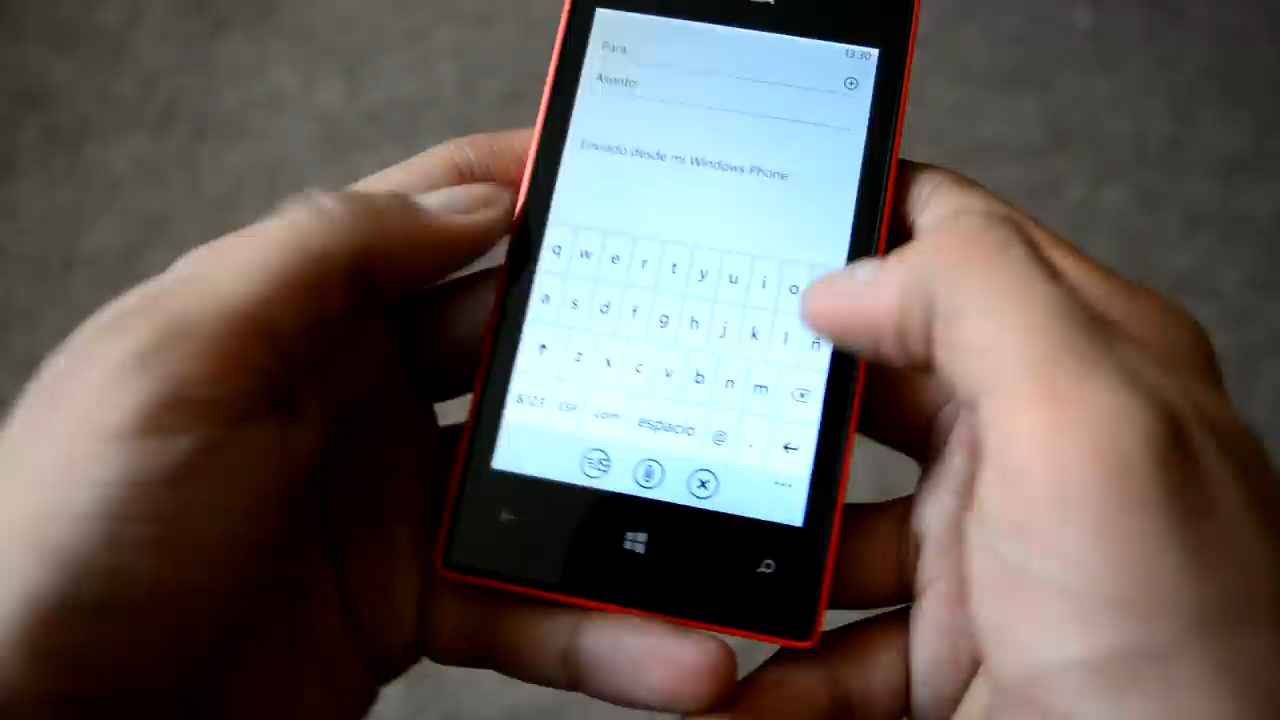 13:30
Para:
Asunto:
Enviado desde mi Windows Phone
q w e r t y u i o
a s d f g h j k l ñ
z x c v b n m
&123 ESP .com espacio @ .